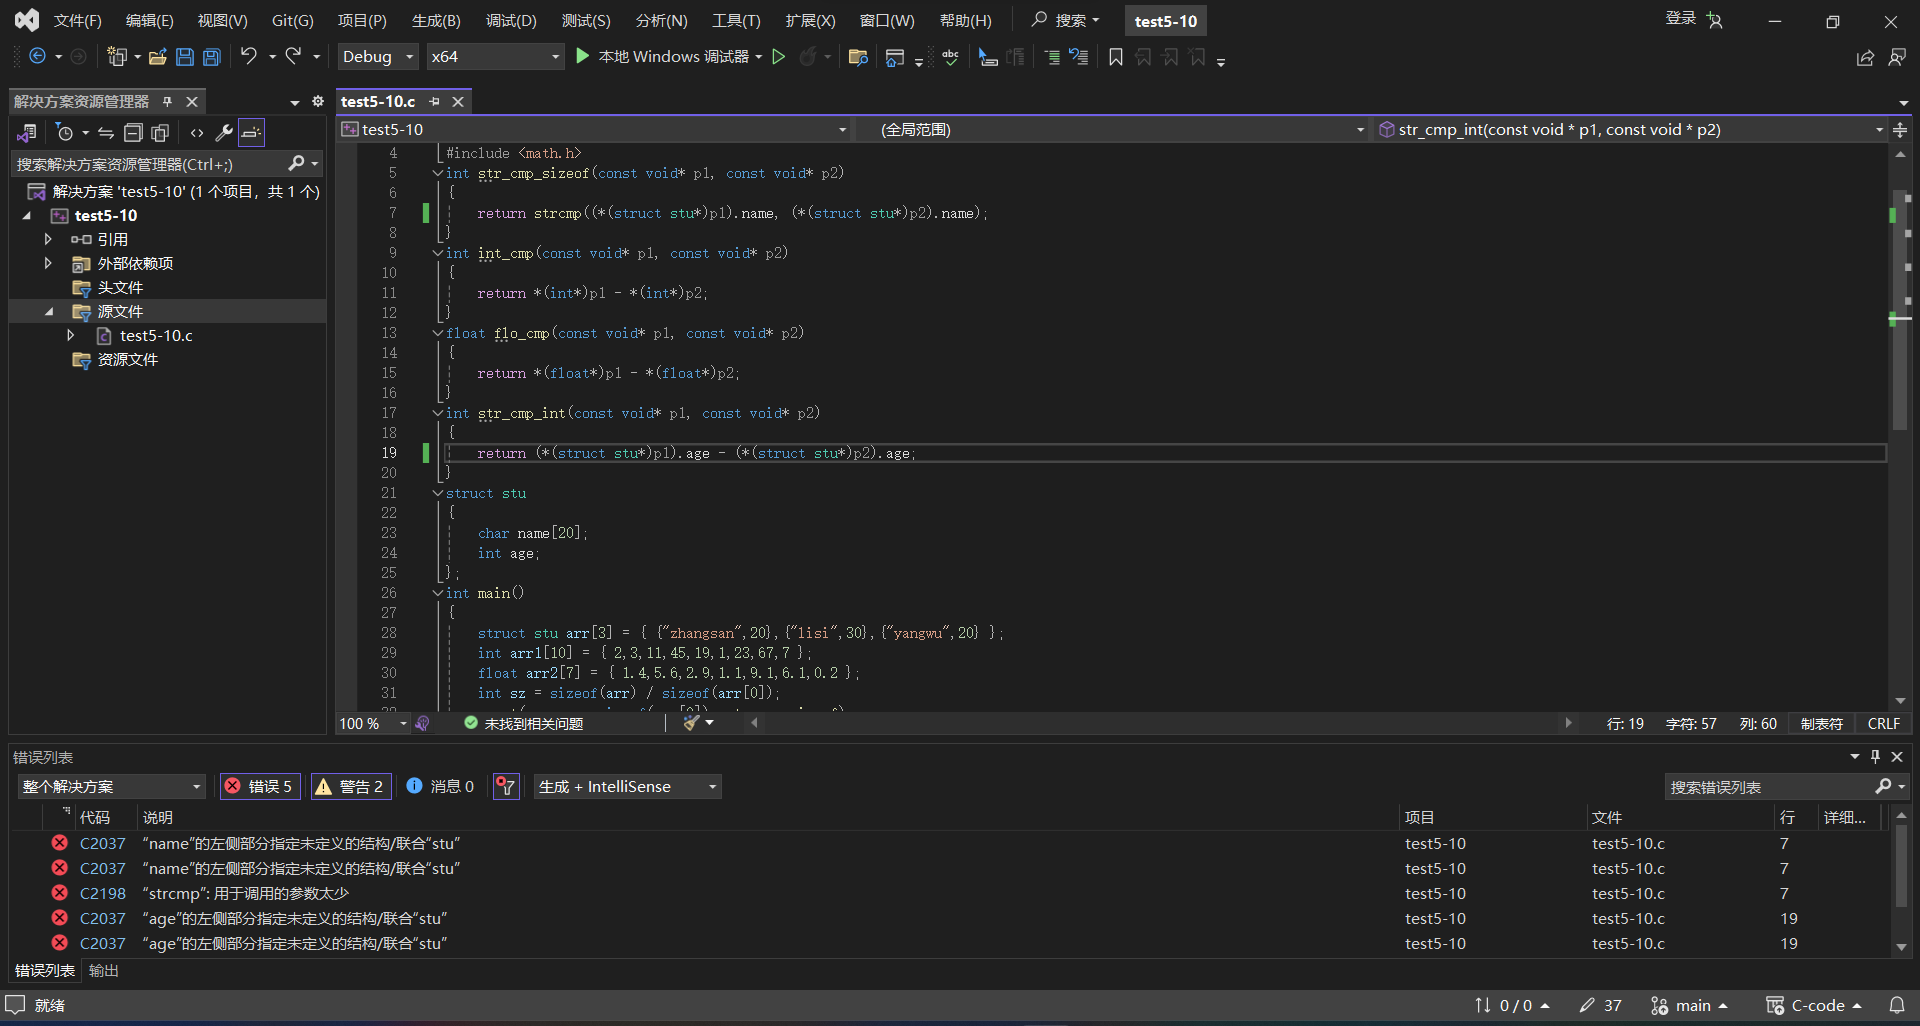 文件(F) 编辑(E) 视图(V) Git(G) 项目(P) 生成(B) 调试(D) 测试(S) 分析(N) 工具(T) 扩展(X) 窗口(W) 帮助(H) 搜索 test5-10 登录
Debug x64 本地 Windows 调试器
解决方案资源管理器
搜索解决方案资源管理器(Ctrl+;)
解决方案 'test5-10' (1 个项目，共 1 个)
test5-10
引用
外部依赖项
头文件
源文件
test5-10.c
资源文件
test5-10.c
test5-10 (全局范围) str_cmp_int(const void * p1, const void * p2)
4 #include <math.h>
5 int str_cmp_sizeof(const void* p1, const void* p2)
6 {
7 return strcmp((*(struct stu*)p1).name, (*(struct stu*)p2).name);
8 }
9 int int_cmp(const void* p1, const void* p2)
10 {
11 return *(int*)p1 - *(int*)p2;
12 }
13 float flo_cmp(const void* p1, const void* p2)
14 {
15 return *(float*)p1 - *(float*)p2;
16 }
17 int str_cmp_int(const void* p1, const void* p2)
18 {
19 return (*(struct stu*)p1).age - (*(struct stu*)p2).age;
20 }
21 struct stu
22 {
23 char name[20];
24 int age;
25 };
26 int main()
27 {
28 struct stu arr[3] = { {"zhangsan",20},{"lisi",30},{"yangwu",20} };
29 int arr1[10] = { 2,3,11,45,19,1,23,67,7 };
30 float arr2[7] = { 1.4,5.6,2.9,1.1,9.1,6.1,0.2 };
31 int sz = sizeof(arr) / sizeof(arr[0]);
100 % 未找到相关问题 行: 19 字符: 57 列: 60 制表符 CRLF
错误列表
整个解决方案 错误 5 警告 2 消息 0 生成 + IntelliSense 搜索错误列表
代码 说明 项目 文件 行 详细...
C2037 “name”的左侧部分指定未定义的结构/联合“stu” test5-10 test5-10.c 7
C2037 “name”的左侧部分指定未定义的结构/联合“stu” test5-10 test5-10.c 7
C2198 “strcmp”: 用于调用的参数太少 test5-10 test5-10.c 7
C2037 “age”的左侧部分指定未定义的结构/联合“stu” test5-10 test5-10.c 19
C2037 “age”的左侧部分指定未定义的结构/联合“stu” test5-10 test5-10.c 19
错误列表 输出
就绪 0 / 0 37 main C-code